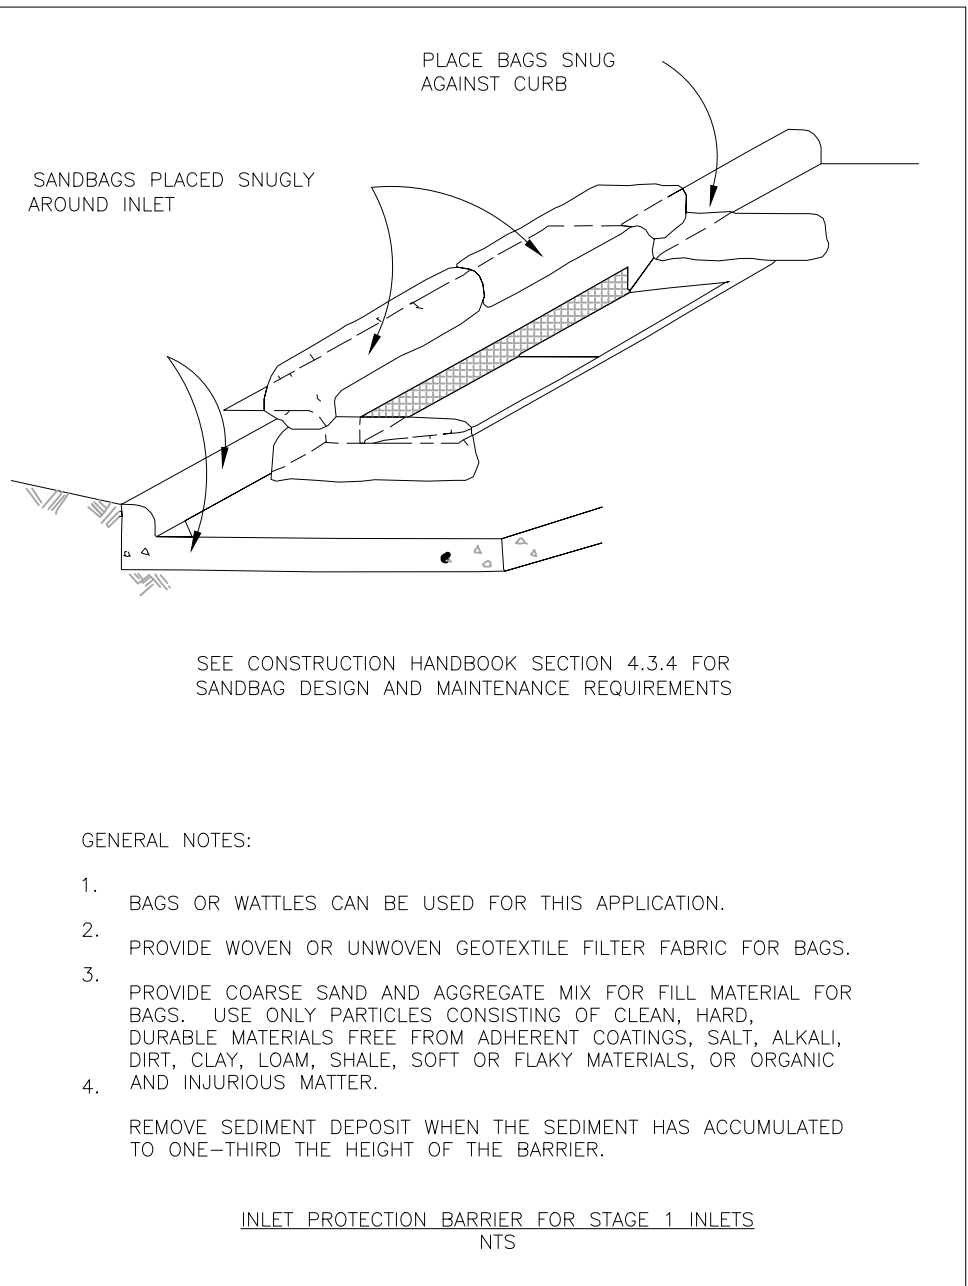 PLACE BAGS SNUG
AGAINST CURB
SANDBAGS PLACED SNUGLY
AROUND INLET
SEE CONSTRUCTION HANDBOOK SECTION 4.3.4 FOR
SANDBAG DESIGN AND MAINTENANCE REQUIREMENTS
GENERAL NOTES:
1.
BAGS OR WATTLES CAN BE USED FOR THIS APPLICATION.
2.
PROVIDE WOVEN OR UNWOVEN GEOTEXTILE FILTER FABRIC FOR BAGS.
3.
PROVIDE COARSE SAND AND AGGREGATE MIX FOR FILL MATERIAL FOR
BAGS. USE ONLY PARTICLES CONSISTING OF CLEAN, HARD,
DURABLE MATERIALS FREE FROM ADHERENT COATINGS, SALT, ALKALI,
DIRT, CLAY, LOAM, SHALE, SOFT OR FLAKY MATERIALS, OR ORGANIC
AND INJURIOUS MATTER.
4.
REMOVE SEDIMENT DEPOSIT WHEN THE SEDIMENT HAS ACCUMULATED
TO ONE-THIRD THE HEIGHT OF THE BARRIER.
INLET PROTECTION BARRIER FOR STAGE 1 INLETS
NTS